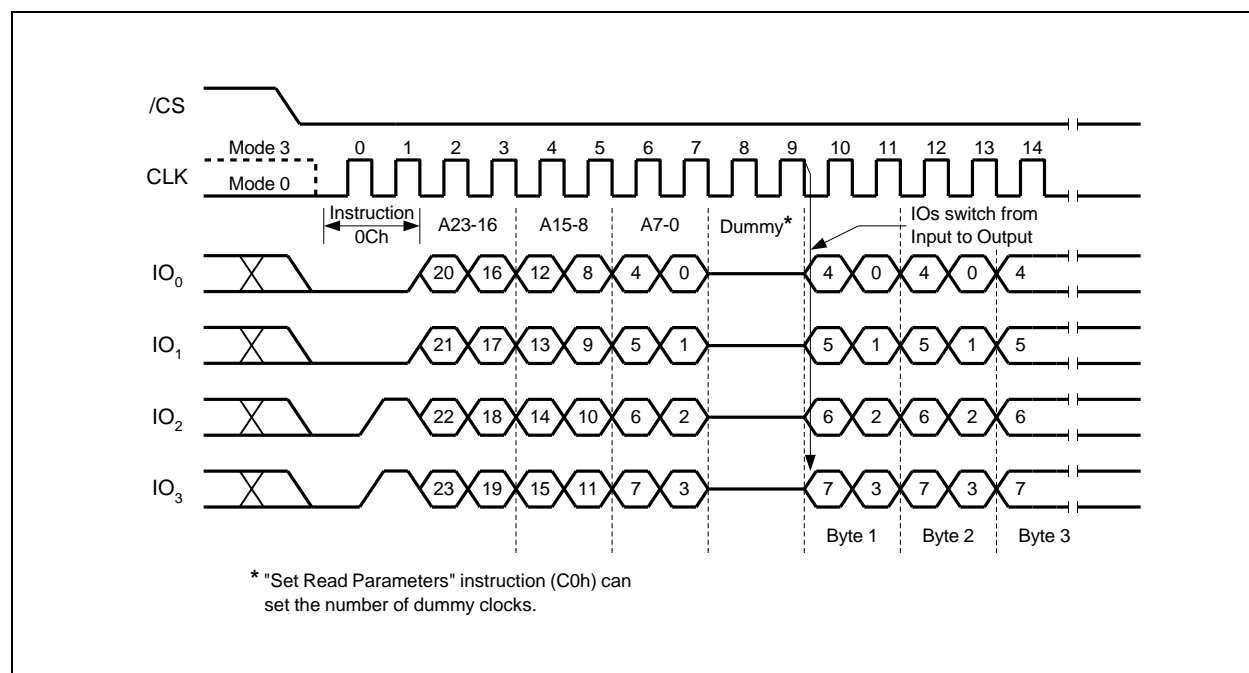 /CS
Mode 3
0 1 2 3 4 5 6 7 8 9 10 11 12 13 14
CLK
Mode 0
Instruction
0Ch
A23-16 A15-8 A7-0 Dummy*
IOs switch from
Input to Output
IO0 20 16 12 8 4 0 4 0 4 0 4
IO1 21 17 13 9 5 1 5 1 5 1 5
IO2 22 18 14 10 6 2 6 2 6 2 6
IO3 23 19 15 11 7 3 7 3 7 3 7
Byte 1 Byte 2 Byte 3
* "Set Read Parameters" instruction (C0h) can
set the number of dummy clocks.